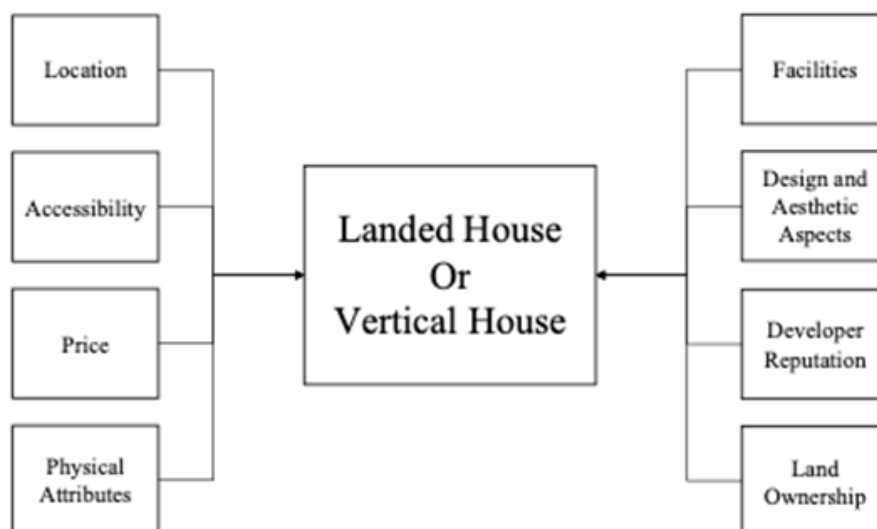 Location
Accessibility
Price
Physical
Attributes
Landed House
Or
Vertical House
Facilities
Design and
Aesthetic
Aspects
Developer
Reputation
Land
Ownership